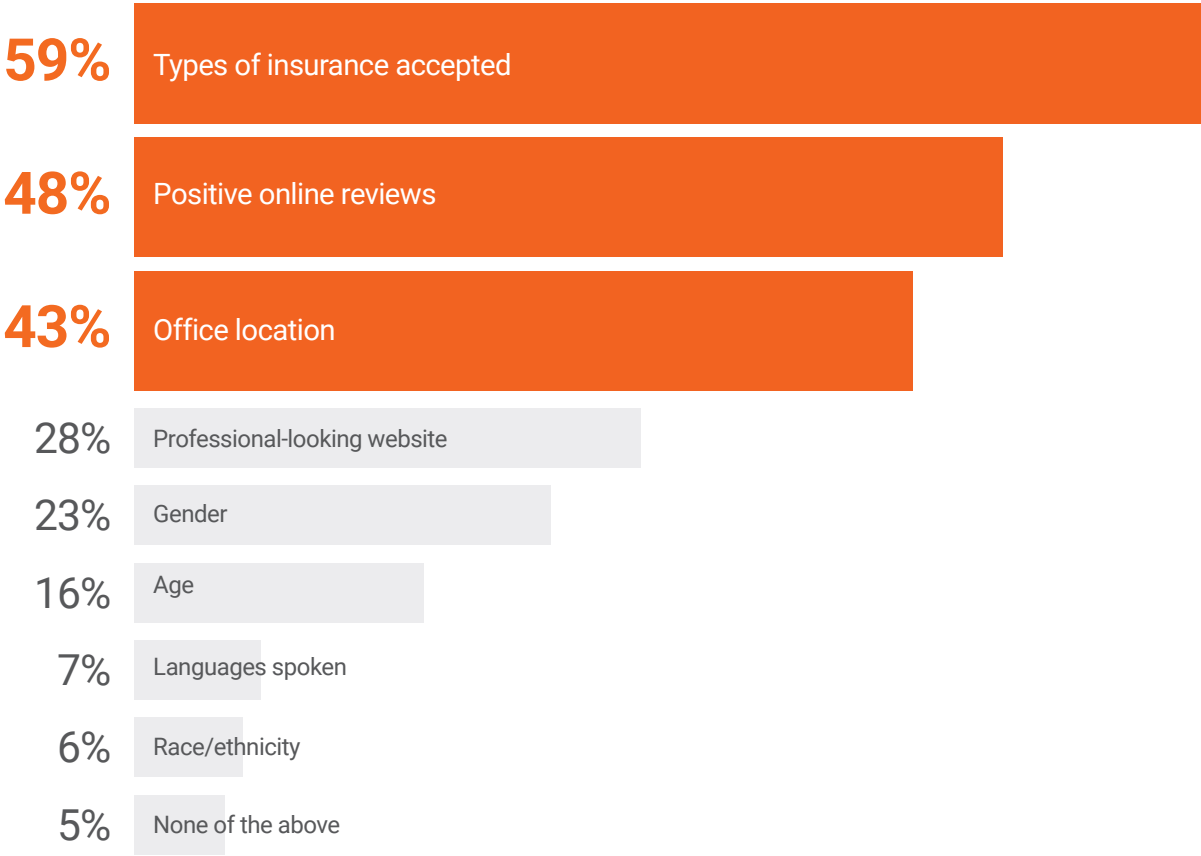 59% Types of insurance accepted
48% Positive online reviews
43% Office location
28% Professional-looking website
23% Gender
16% Age
7% Languages spoken
6% Race/ethnicity
5% None of the above